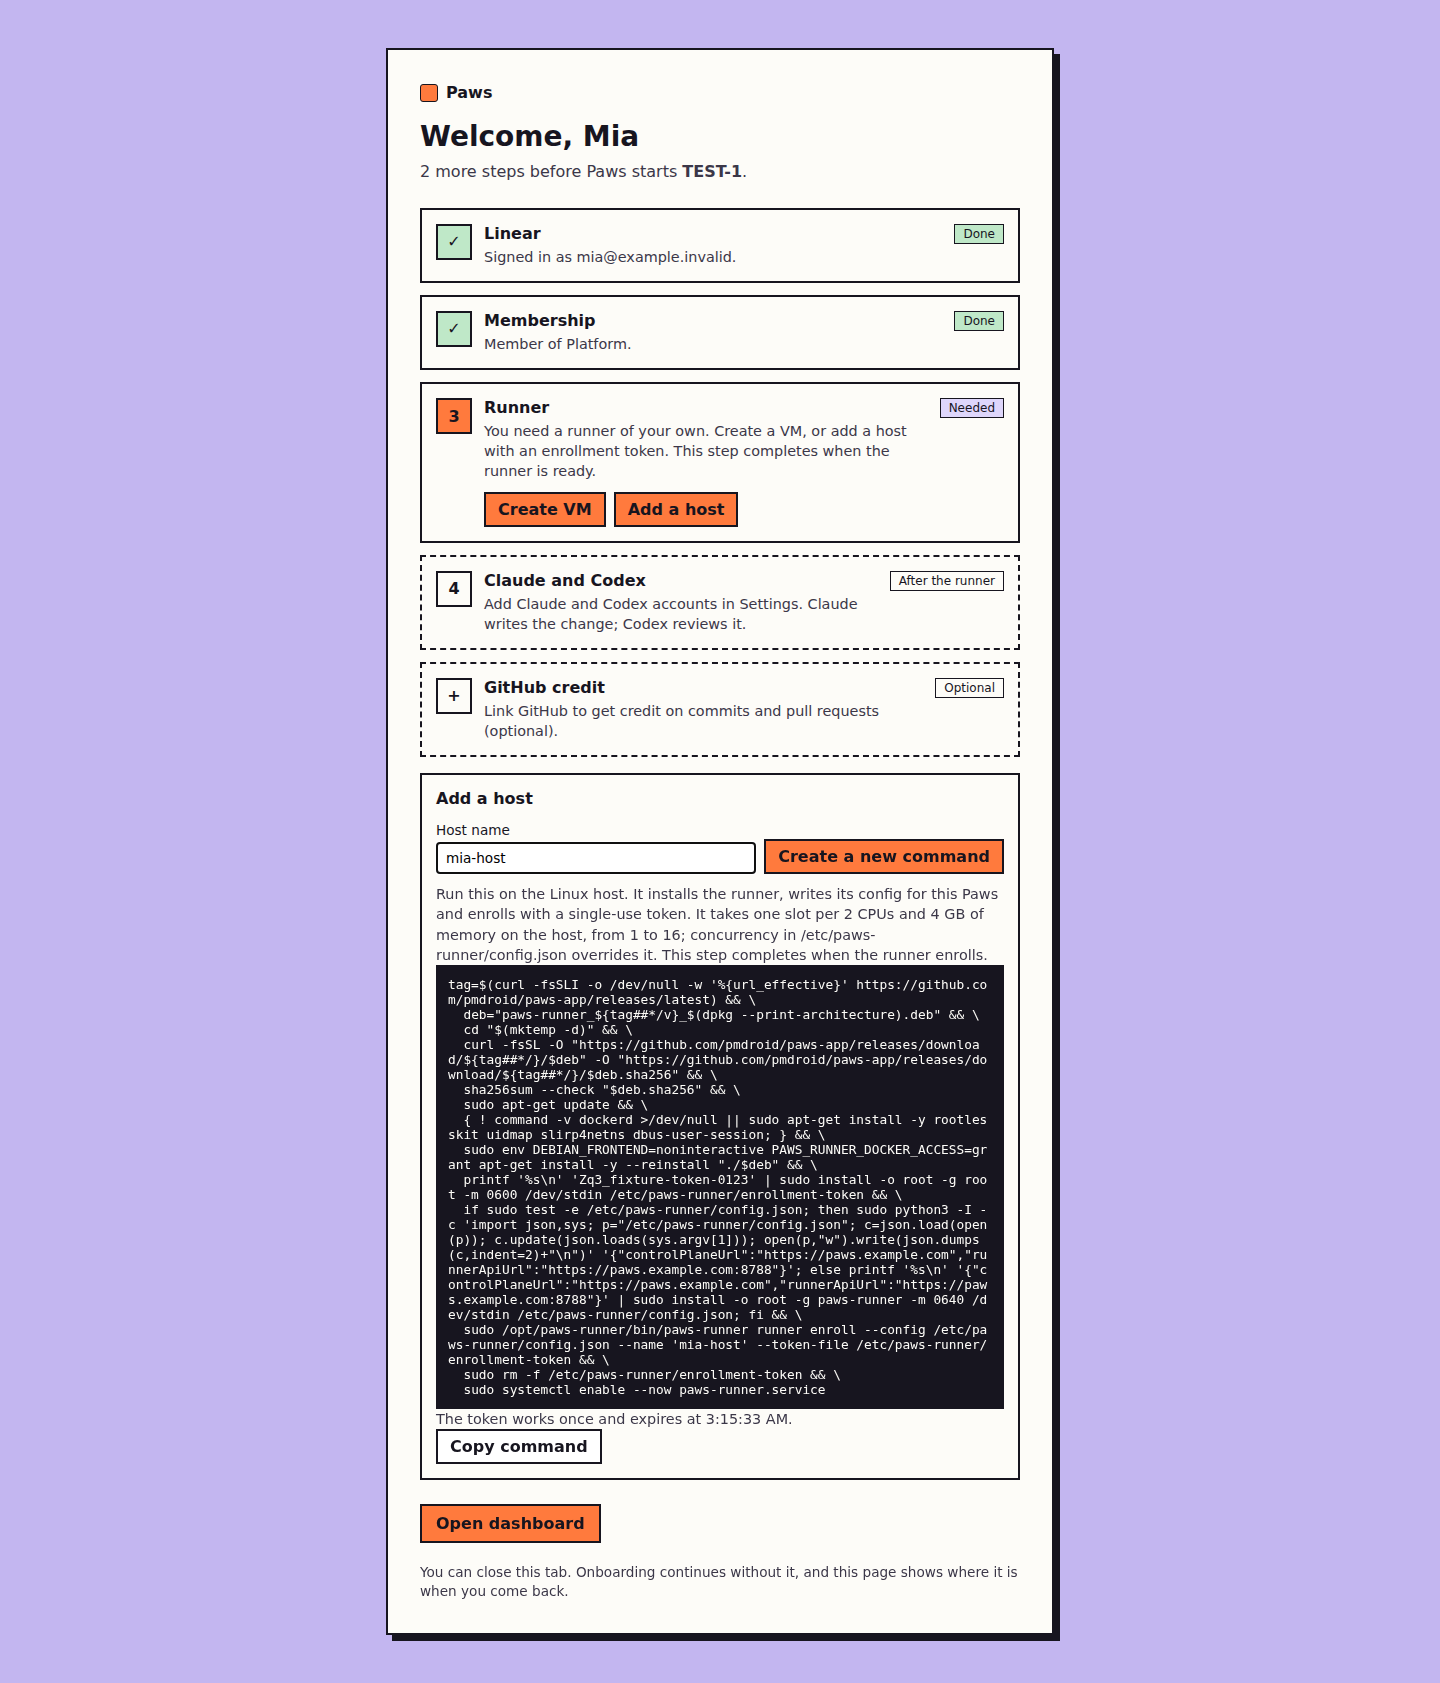 Paws
Welcome, Mia
2 more steps before Paws starts TEST-1.
✓
Linear
Done
Signed in as mia@example.invalid.
✓
Membership
Done
Member of Platform.
3
Runner
Needed
You need a runner of your own. Create a VM, or add a host
with an enrollment token. This step completes when the
runner is ready.
Create VM
Add a host
4
Claude and Codex
After the runner
Add Claude and Codex accounts in Settings. Claude
writes the change; Codex reviews it.
+
GitHub credit
Optional
Link GitHub to get credit on commits and pull requests
(optional).
Add a host
Host name
mia-host
Create a new command
Run this on the Linux host. It installs the runner, writes its config for this Paws
and enrolls with a single-use token. It takes one slot per 2 CPUs and 4 GB of
memory on the host, from 1 to 16; concurrency in /etc/paws-
runner/config.json overrides it. This step completes when the runner enrolls.
tag=$(curl -fsSLI -o /dev/null -w '%{url_effective}' https://github.co
m/pmdroid/paws-app/releases/latest) && \
  deb="paws-runner_${tag##*/v}_$(dpkg --print-architecture).deb" && \
  cd "$(mktemp -d)" && \
  curl -fsSL -O "https://github.com/pmdroid/paws-app/releases/downloa
d/${tag##*/}/$deb" -O "https://github.com/pmdroid/paws-app/releases/do
wnload/${tag##*/}/$deb.sha256" && \
  sha256sum --check "$deb.sha256" && \
  sudo apt-get update && \
  { ! command -v dockerd >/dev/null || sudo apt-get install -y rootles
skit uidmap slirp4netns dbus-user-session; } && \
  sudo env DEBIAN_FRONTEND=noninteractive PAWS_RUNNER_DOCKER_ACCESS=gr
ant apt-get install -y --reinstall "./$deb" && \
  printf '%s\n' 'Zq3_fixture-token-0123' | sudo install -o root -g roo
t -m 0600 /dev/stdin /etc/paws-runner/enrollment-token && \
  if sudo test -e /etc/paws-runner/config.json; then sudo python3 -I -
c 'import json,sys; p="/etc/paws-runner/config.json"; c=json.load(open
(p)); c.update(json.loads(sys.argv[1])); open(p,"w").write(json.dumps
(c,indent=2)+"\n")' '{"controlPlaneUrl":"https://paws.example.com","ru
nnerApiUrl":"https://paws.example.com:8788"}'; else printf '%s\n' '{"c
ontrolPlaneUrl":"https://paws.example.com","runnerApiUrl":"https://paw
s.example.com:8788"}' | sudo install -o root -g paws-runner -m 0640 /d
ev/stdin /etc/paws-runner/config.json; fi && \
  sudo /opt/paws-runner/bin/paws-runner runner enroll --config /etc/pa
ws-runner/config.json --name 'mia-host' --token-file /etc/paws-runner/
enrollment-token && \
  sudo rm -f /etc/paws-runner/enrollment-token && \
  sudo systemctl enable --now paws-runner.service
The token works once and expires at 3:15:33 AM.
Copy command
Open dashboard
You can close this tab. Onboarding continues without it, and this page shows where it is
when you come back.